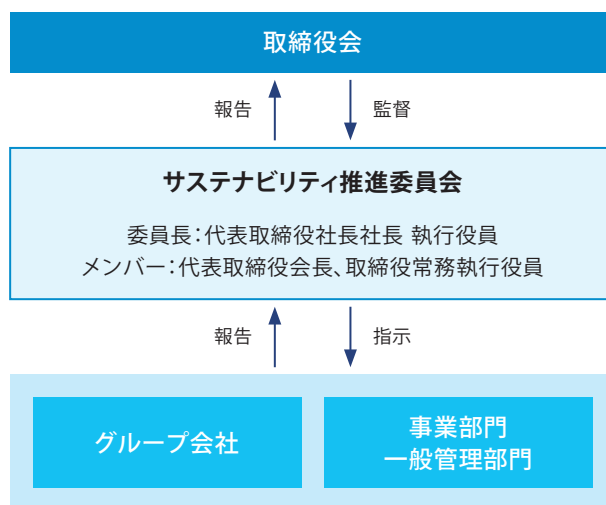 取締役会
報告
監督
サステナビリティ推進委員会
委員長：代表取締役社長社長 執行役員
メンバー：代表取締役会長、取締役常務執行役員
報告
指示
グループ会社
事業部門
一般管理部門